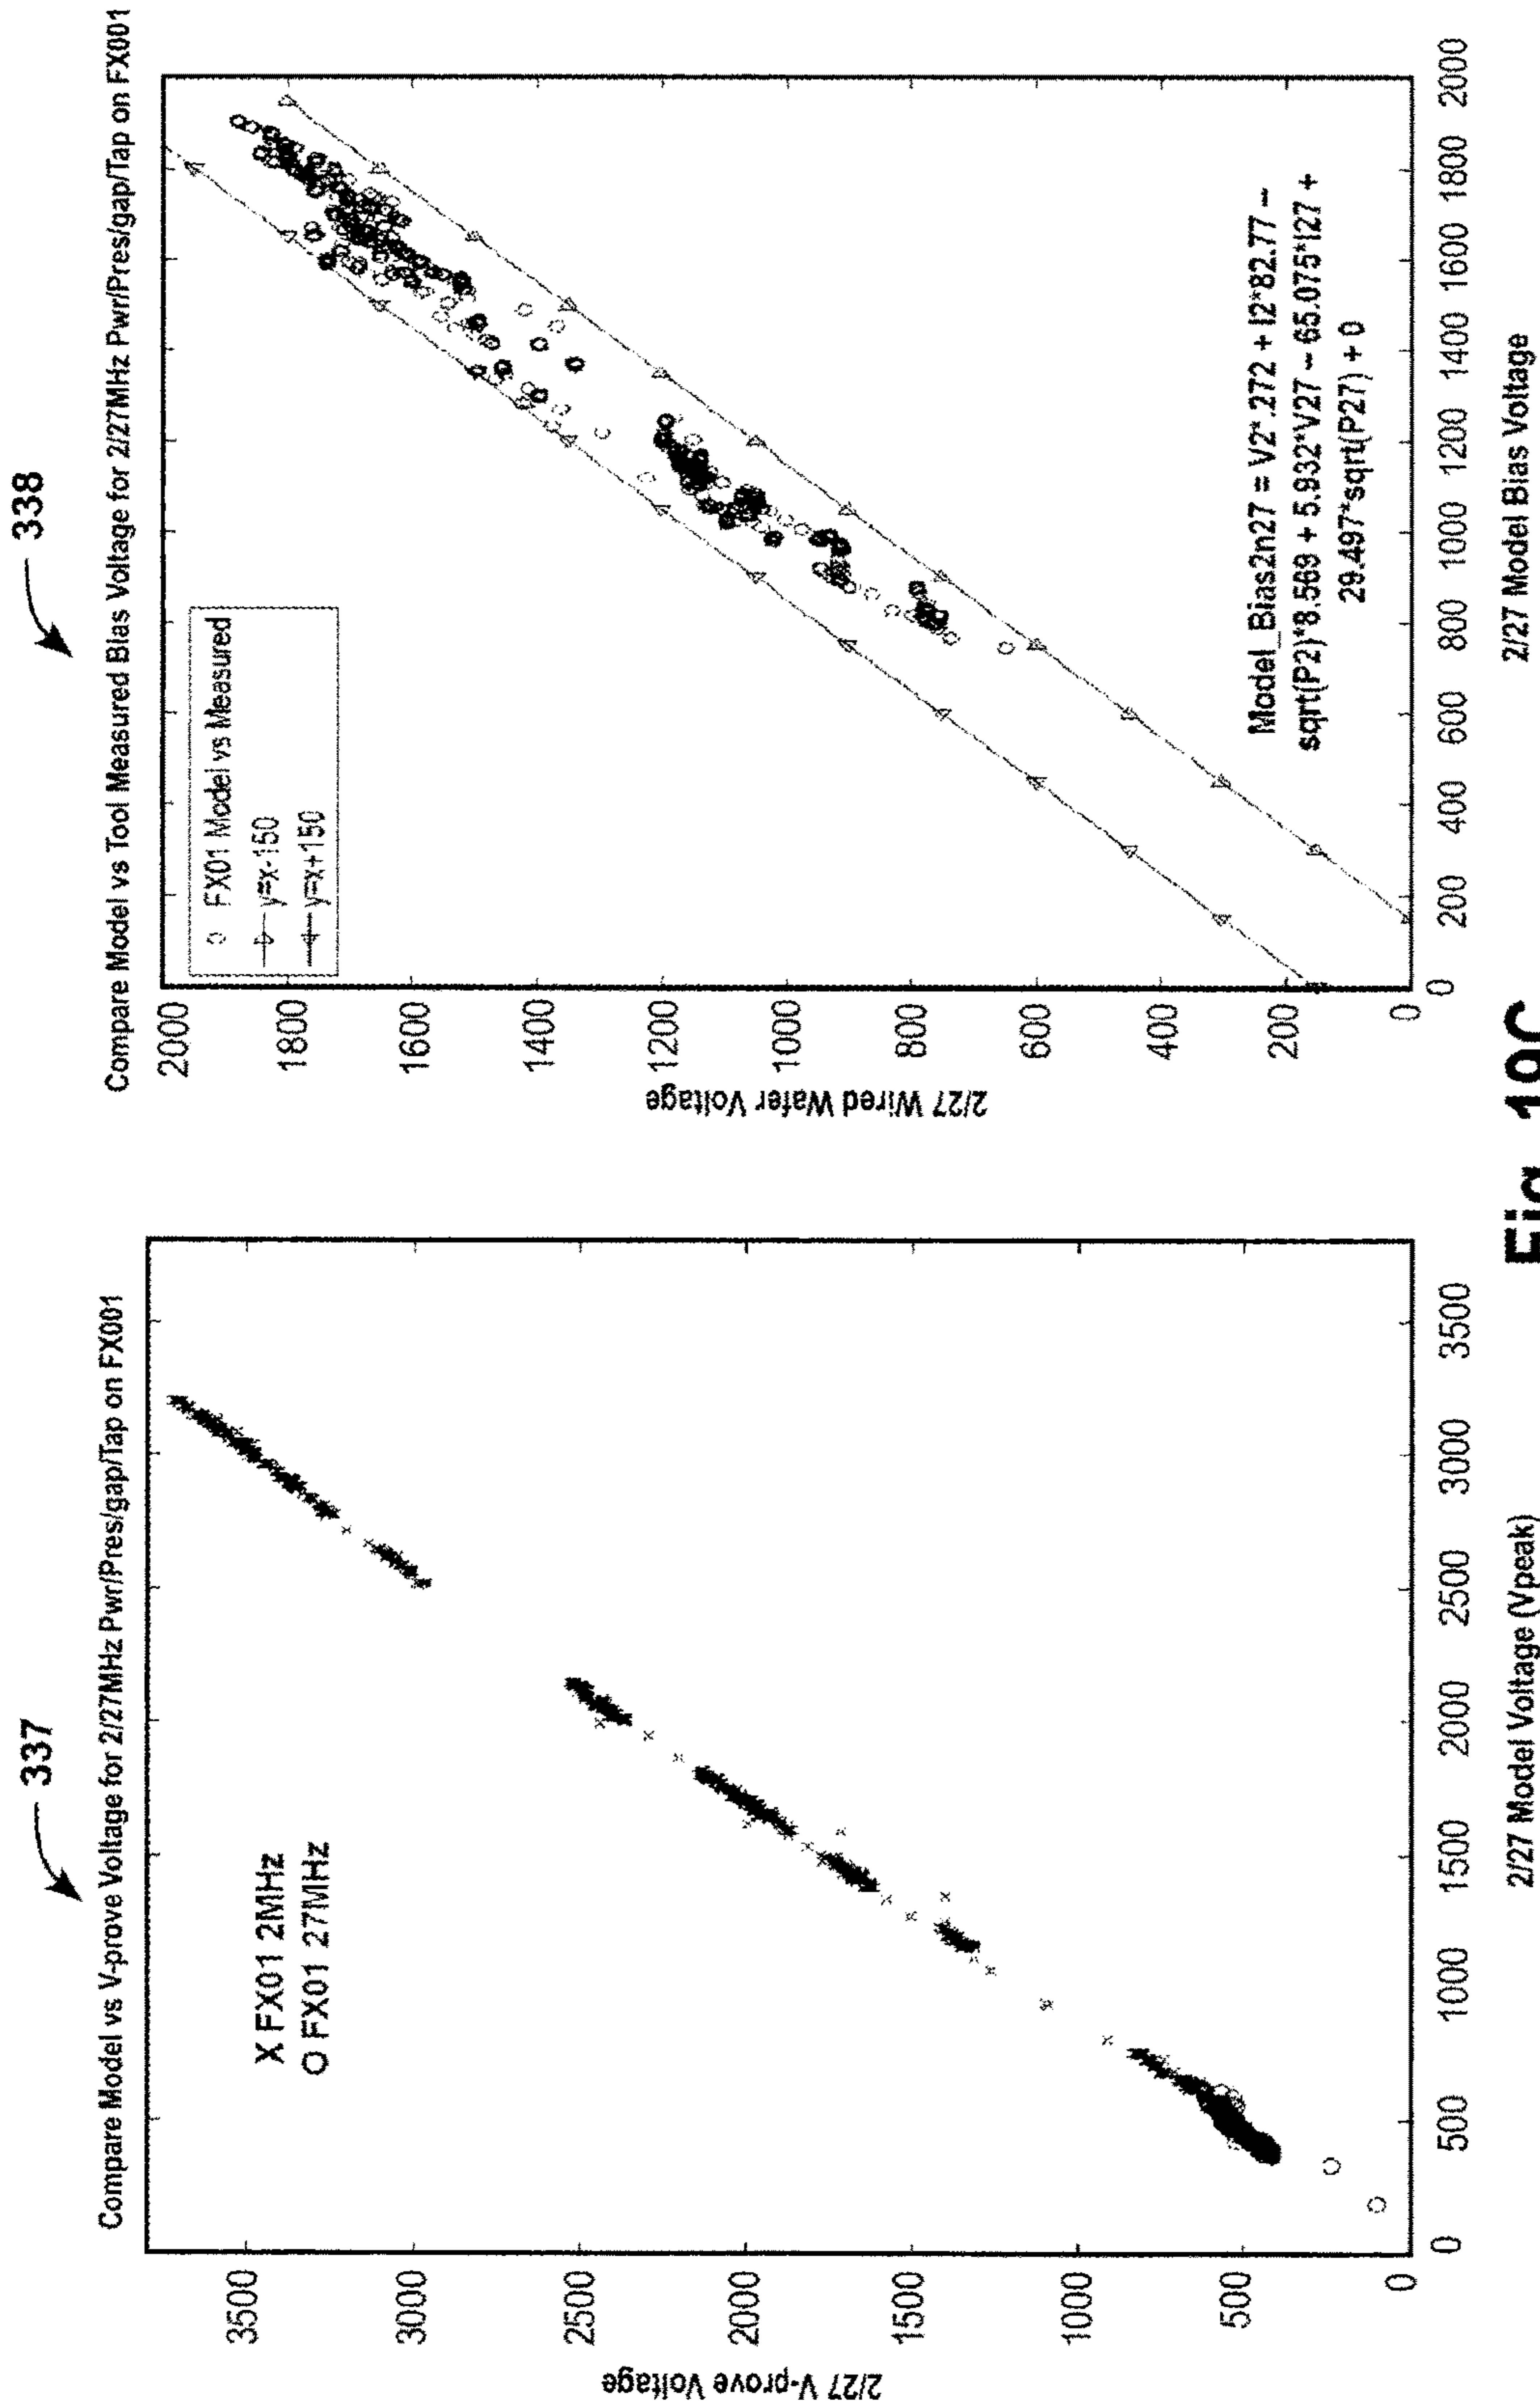 337
Compare Model vs V-prove Voltage for 2/27MHz Pwr/Pres/gap/Tap on FX001
2/27 V-prove Voltage
3500
3000
2500
2000
1500
1000
500
0
X FX01 2MHz
O FX01 27MHz
0 500 1000 1500 2000 2500 3000 3500
2/27 Model Voltage (Vpeak)
338
Compare Model vs Tool Measured Bias Voltage for 2/27MHz Pwr/Pres/gap/Tap on FX001
2/27 Wired Wafer Voltage
2000
1800
1600
1400
1200
1000
800
600
400
200
0
FX01 Model vs Measured
y=x-150
y=x+150
Model_Bias2n27 = V2*.272 + I2*82.77 –
sqrt(P2)*8.569 + 5.932*V27 – 65.075*I27 +
29.497*sqrt(P27) + 0
0 200 400 600 800 1000 1200 1400 1600 1800 2000
2/27 Model Bias Voltage
Fig. 19C